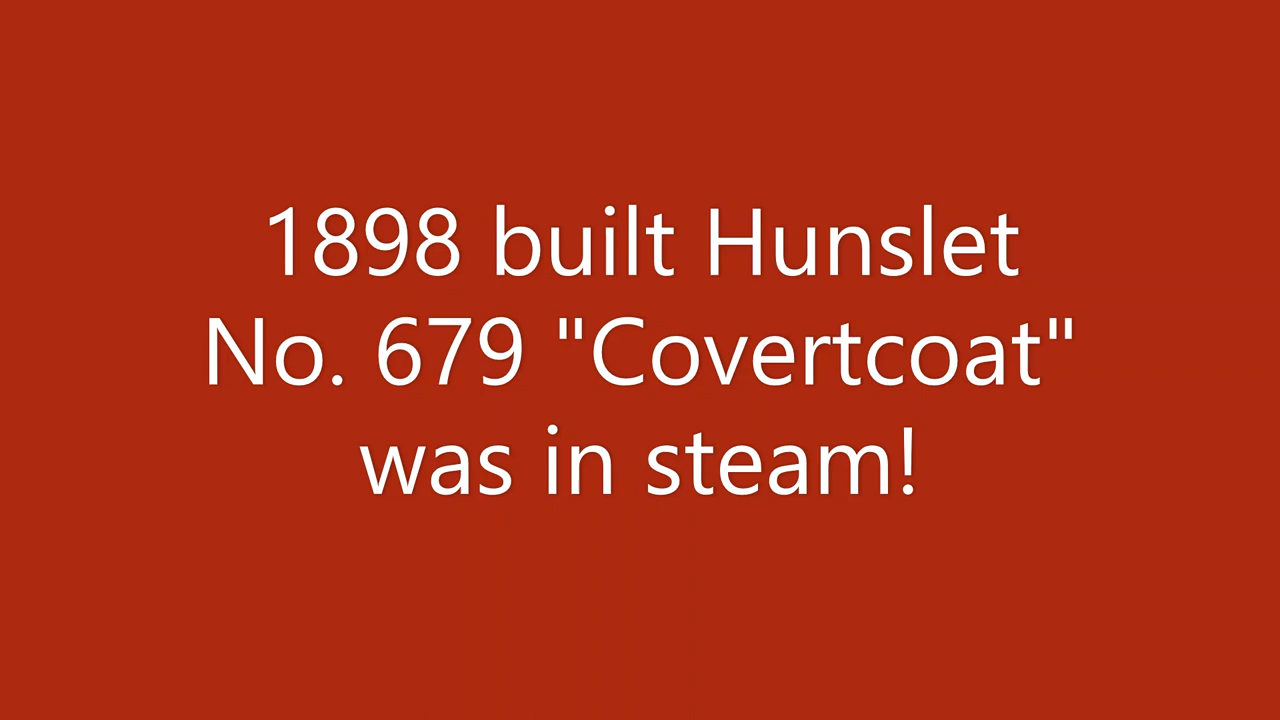 1898 built Hunslet
No. 679 "Covertcoat"
was in steam!